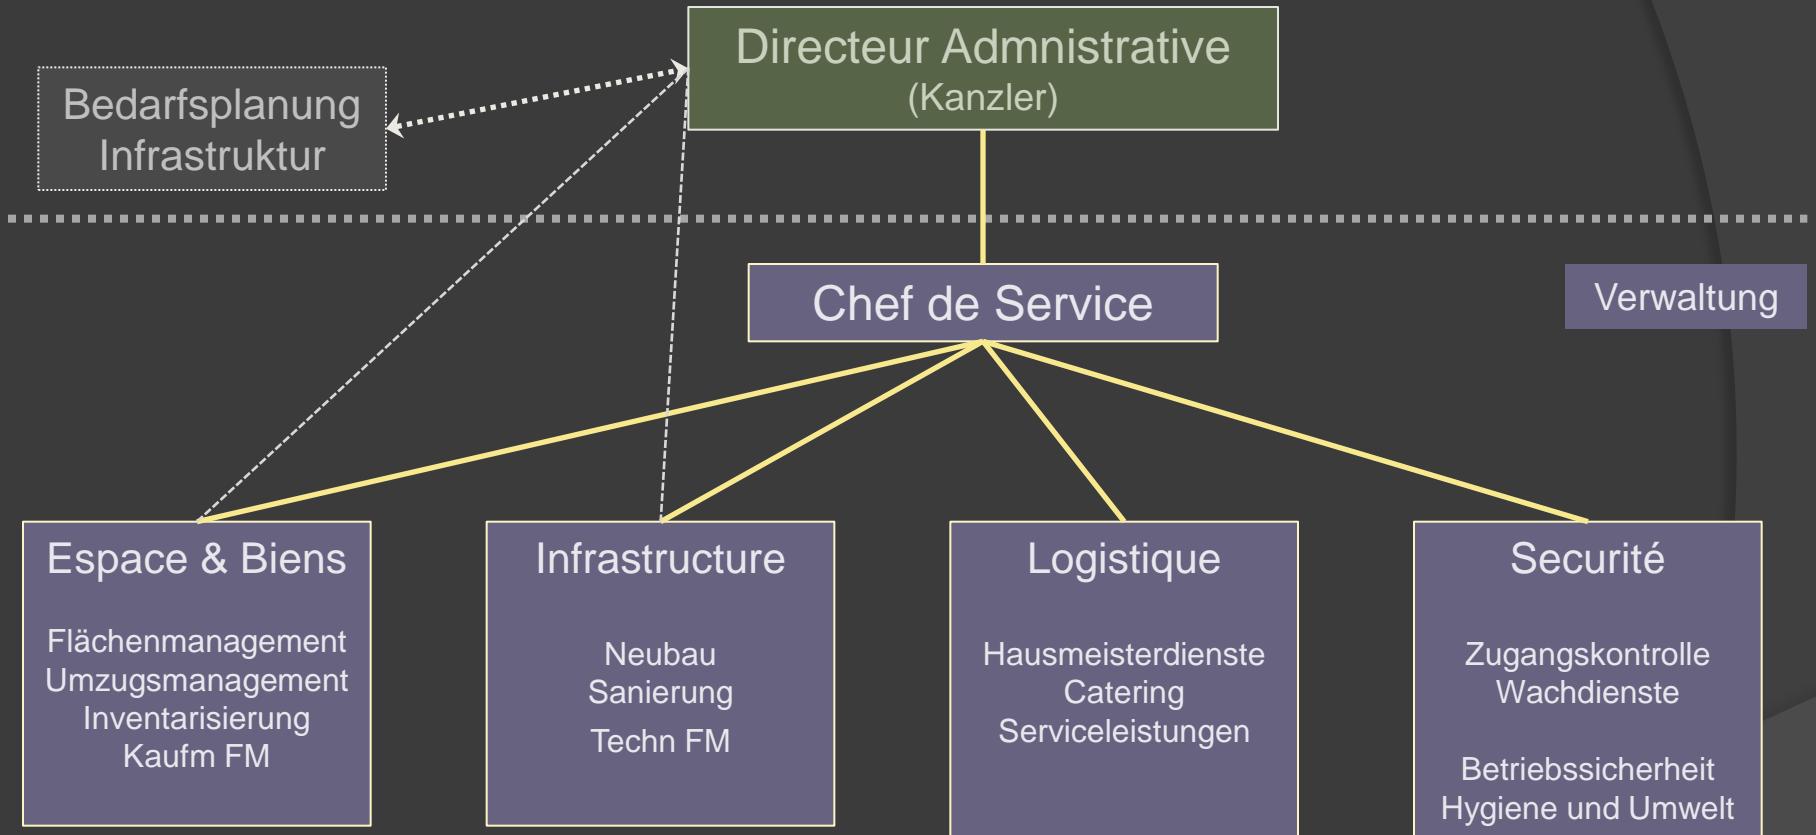 Directeur Admnistrative
(Kanzler)
Bedarfsplanung
Infrastruktur
Chef de Service
Verwaltung
Espace & Biens
Flächenmanagement
Umzugsmanagement
Inventarisierung
Kaufm FM
Infrastructure
Neubau
Sanierung
Techn FM
Logistique
Hausmeisterdienste
Catering
Serviceleistungen
Securité
Zugangskontrolle
Wachdienste
Betriebssicherheit
Hygiene und Umwelt